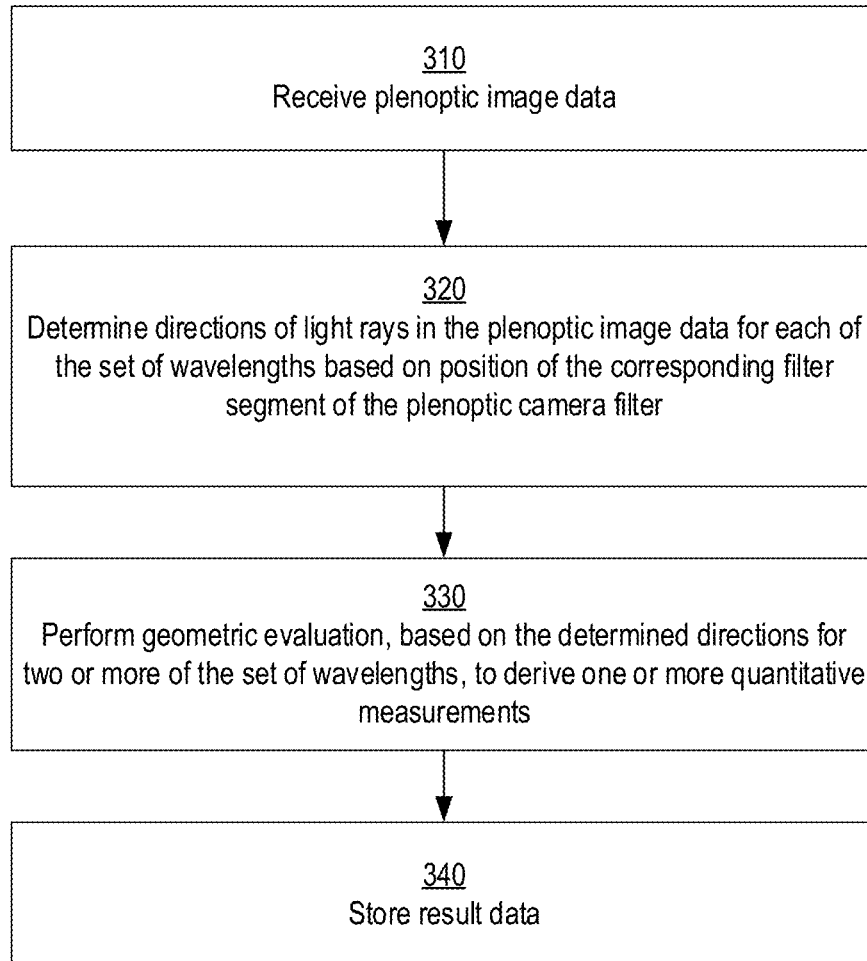 310
Receive plenoptic image data
320
Determine directions of light rays in the plenoptic image data for each of
the set of wavelengths based on position of the corresponding filter
segment of the plenoptic camera filter
330
Perform geometric evaluation, based on the determined directions for
two or more of the set of wavelengths, to derive one or more quantitative
measurements
340
Store result data